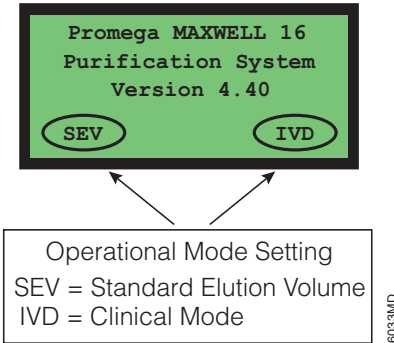 Promega MAXWELL 16
Purification System
Version 4.40
SEV IVD
Operational Mode Setting
SEV = Standard Elution Volume
IVD = Clinical Mode
6033MD